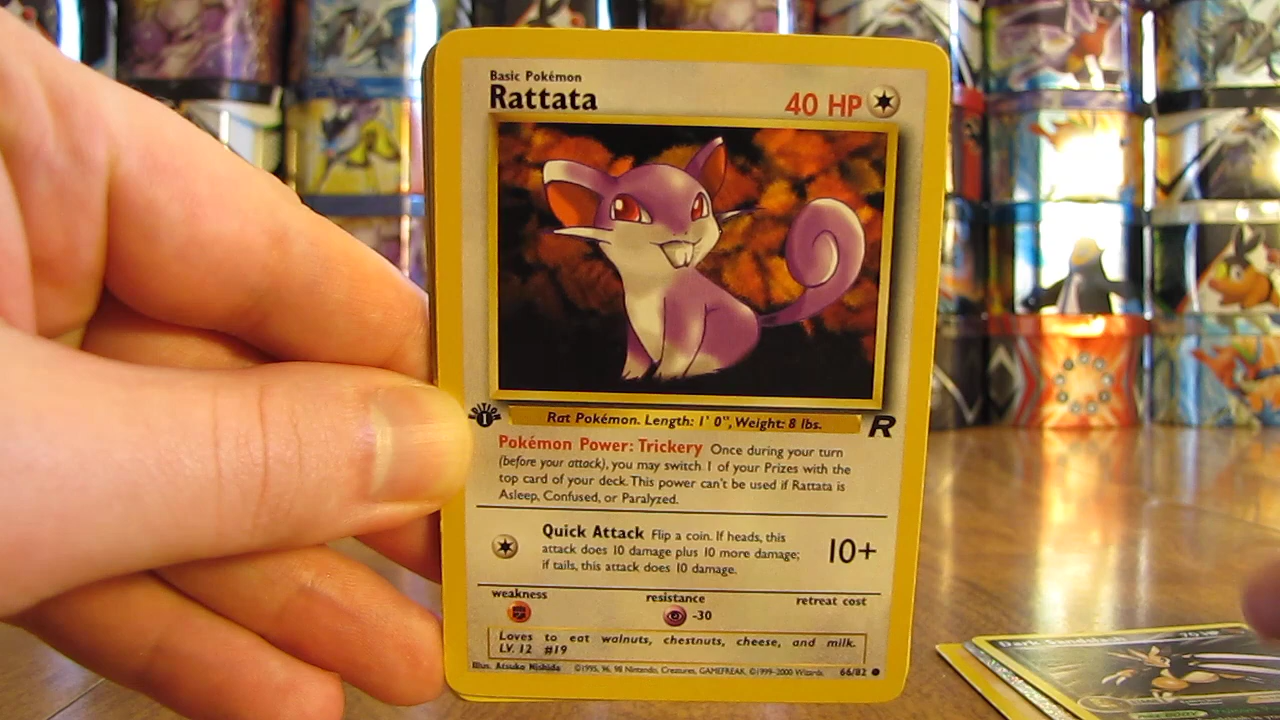 Basic Pokémon
Rattata 40 HP
EDITION 1
Rat Pokémon. Length: 1' 0", Weight: 8 lbs.
R
Pokémon Power: Trickery Once during your turn
(before your attack), you may switch 1 of your Prizes with the
top card of your deck. This power can't be used if Rattata is
Asleep, Confused, or Paralyzed.
Quick Attack Flip a coin. If heads, this
attack does 10 damage plus 10 more damage;
if tails, this attack does 10 damage.
10+
weakness resistance retreat cost
-30
Loves to eat walnuts, chestnuts, cheese, and milk.
LV. 12 #19
Illus. Atsuko Nishida ©1995, 96, 98 Nintendo, Creatures, GAMEFREAK. ©1999-2000 Wizards. 66/82
Dark 70 HP